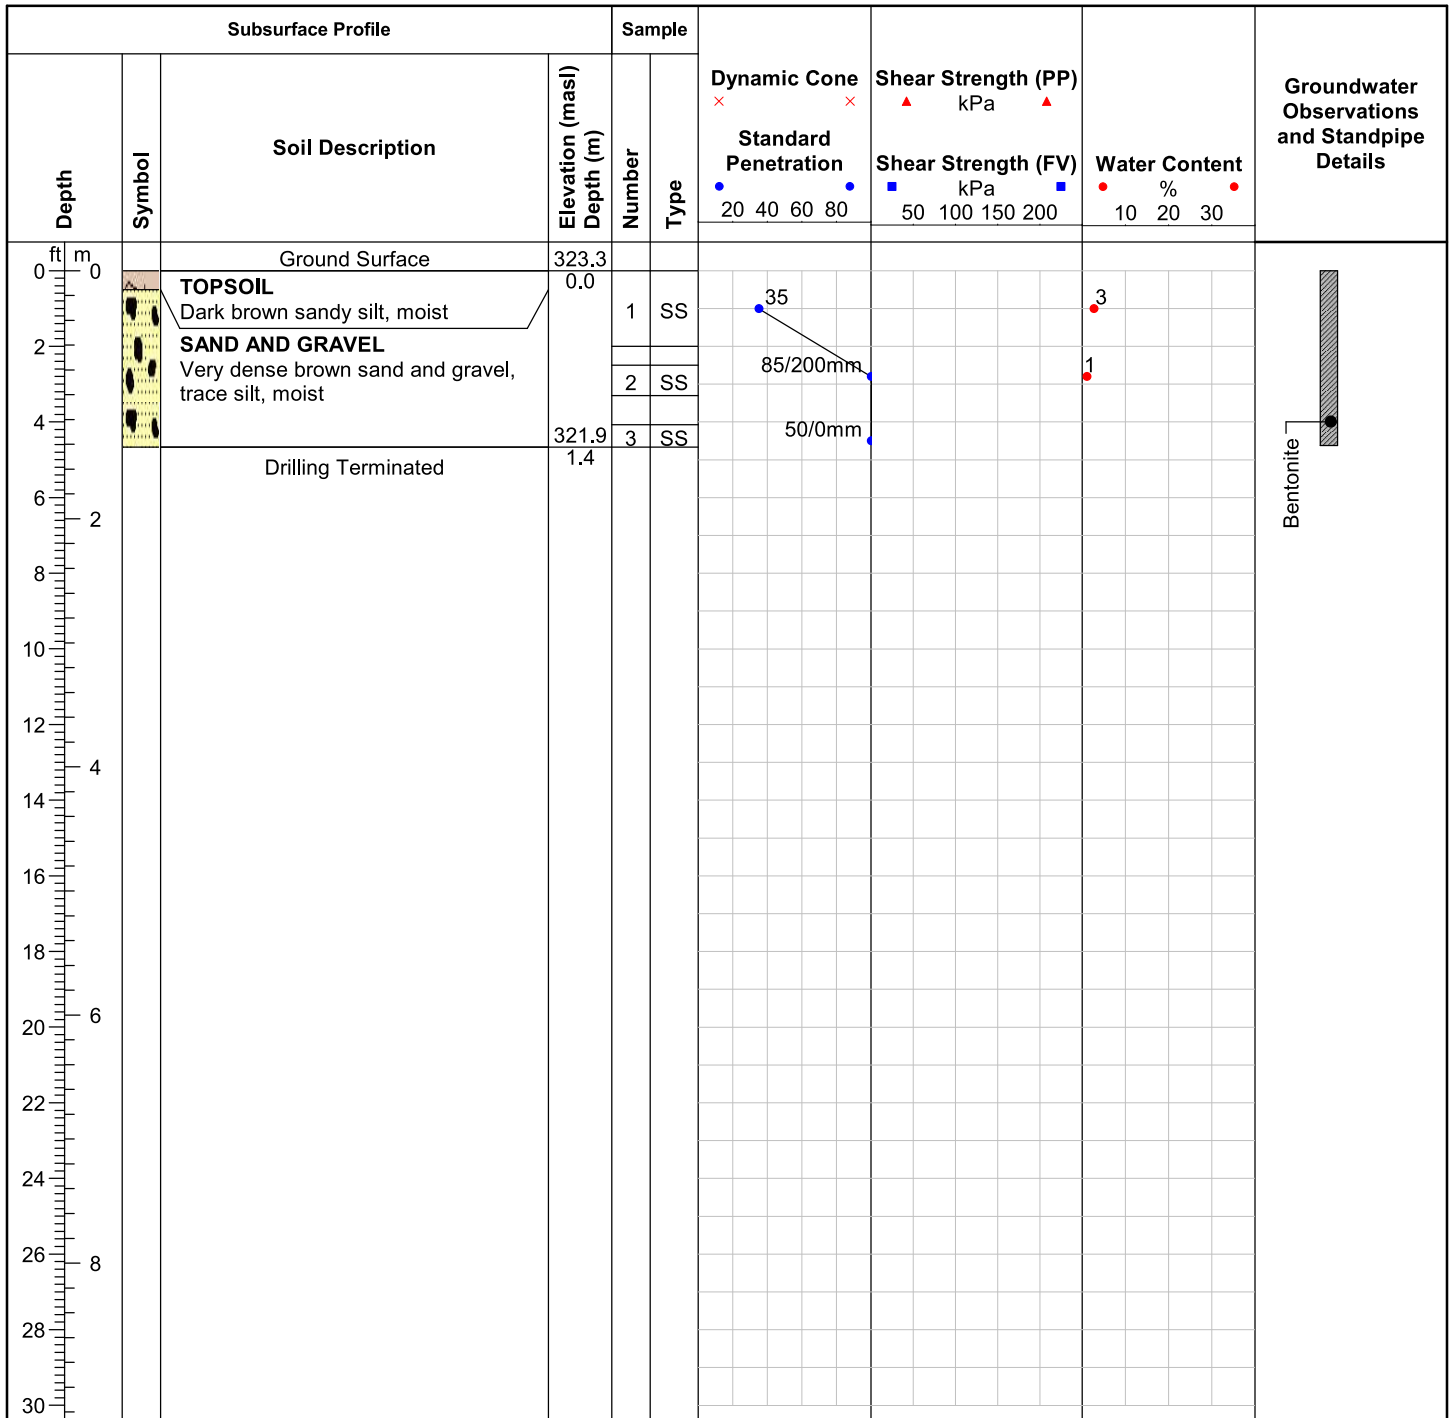 Subsurface Profile
Sample
Depth
Symbol
Soil Description
Elevation (masl)
Depth (m)
Number
Type
Dynamic Cone
Standard
Penetration
20 40 60 80
Shear Strength (PP)
kPa
Shear Strength (FV)
kPa
50 100 150 200
Water Content
%
10 20 30
Groundwater
Observations
and Standpipe
Details
ft m
0 0
2
4
6
2
8
10
12
4
14
16
18
6
20
22
24
26
8
28
30
Ground Surface
323.3
0.0
TOPSOIL
Dark brown sandy silt, moist
SAND AND GRAVEL
Very dense brown sand and gravel,
trace silt, moist
321.9
1.4
Drilling Terminated
1 SS
2 SS
3 SS
35
85/200mm
50/0mm
3
1
Bentonite